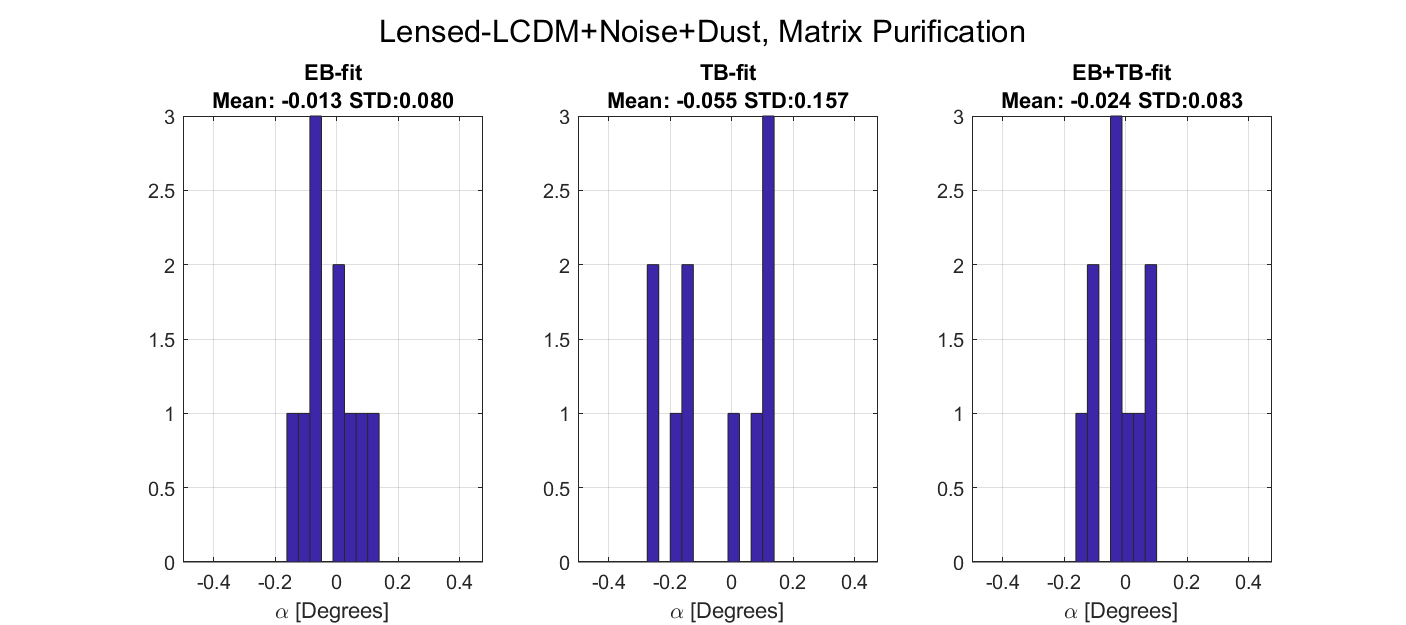 Lensed-LCDM+Noise+Dust, Matrix Purification
EB-fit
Mean: -0.013 STD:0.080
3
2.5
2
1.5
1
0.5
0
-0.4 -0.2 0 0.2 0.4
α [Degrees]
TB-fit
Mean: -0.055 STD:0.157
3
2.5
2
1.5
1
0.5
0
-0.4 -0.2 0 0.2 0.4
α [Degrees]
EB+TB-fit
Mean: -0.024 STD:0.083
3
2.5
2
1.5
1
0.5
0
-0.4 -0.2 0 0.2 0.4
α [Degrees]